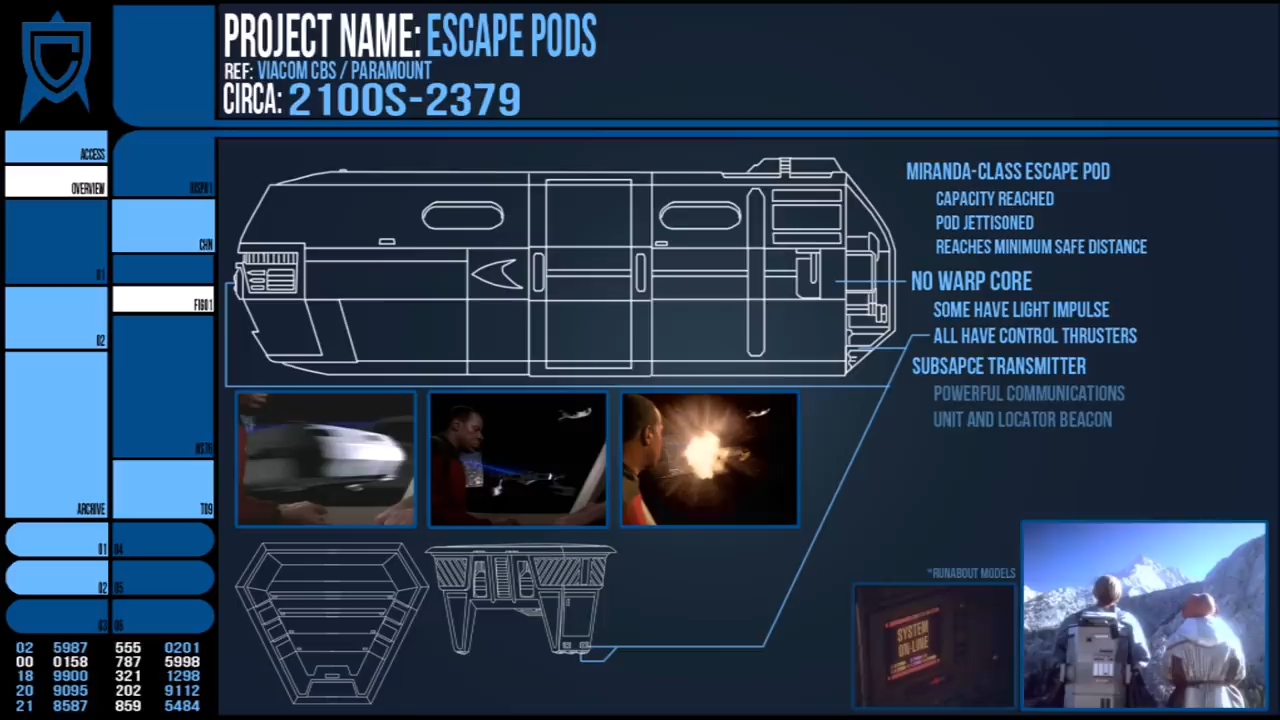 PROJECT NAME: ESCAPE PODS
REF: VIACOM CBS / PARAMOUNT
CIRCA: 2100S-2379
ACCESS
OVERVIEW
01
02
ARCHIVE
CHN
FIG01
T09
01 04
02 05
03 06
02 5987 555 0201
00 0158 787 5998
18 9900 321 1298
20 9095 202 9112
21 8587 859 5484
MIRANDA-CLASS ESCAPE POD
CAPACITY REACHED
POD JETTISONED
REACHES MINIMUM SAFE DISTANCE
NO WARP CORE
SOME HAVE LIGHT IMPULSE
ALL HAVE CONTROL THRUSTERS
SUBSAPCE TRANSMITTER
POWERFUL COMMUNICATIONS
UNIT AND LOCATOR BEACON
*RUNABOUT MODELS
SYSTEM
ON-LINE